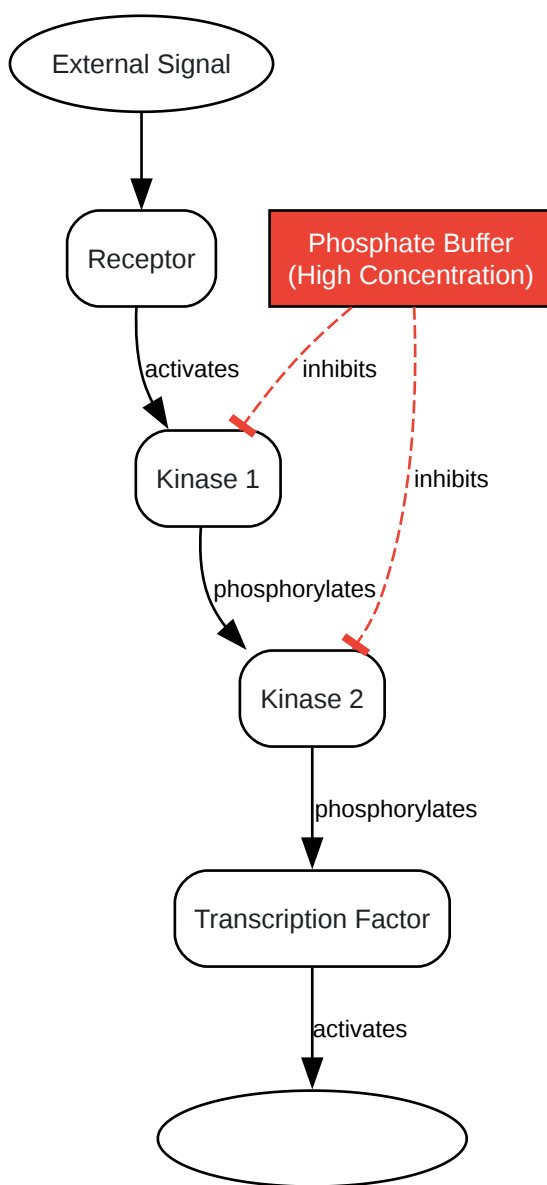 External Signal
Receptor
Phosphate Buffer
(High Concentration)
activates
inhibits
Kinase 1
inhibits
phosphorylates
Kinase 2
phosphorylates
Transcription Factor
activates